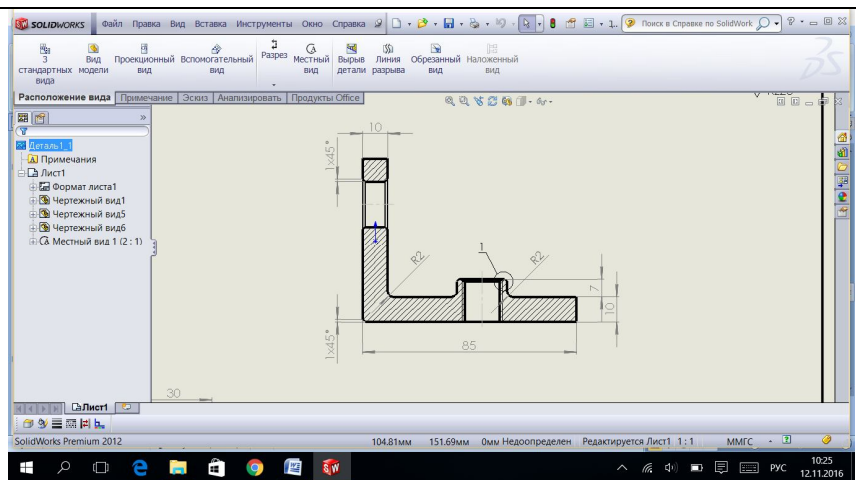 SOLIDWORKS Файл Правка Вид Вставка Инструменты Окно Справка Поиск в Справке по SolidWork
3 стандартных вида
Вид модели
Проекционный вид
Вспомогательный вид
Разрез
Местный вид
Вырыв детали
Линия разрыва
Обрезанный вид
Наложенный вид
Расположение вида Примечание Эскиз Анализировать Продукты Office
Деталь1_1
Примечания
Лист1
Формат листа1
Чертежный вид1
Чертежный вид5
Чертежный вид6
Местный вид 1 (2 : 1)
10
1x45°
R2
1
R2
7
10
1x45°
85
30
Лист1
SolidWorks Premium 2012 104.81мм 151.69мм 0мм Недоопределен Редактируется Лист1 1 : 1 ММГС
РУС
10:25
12.11.2016